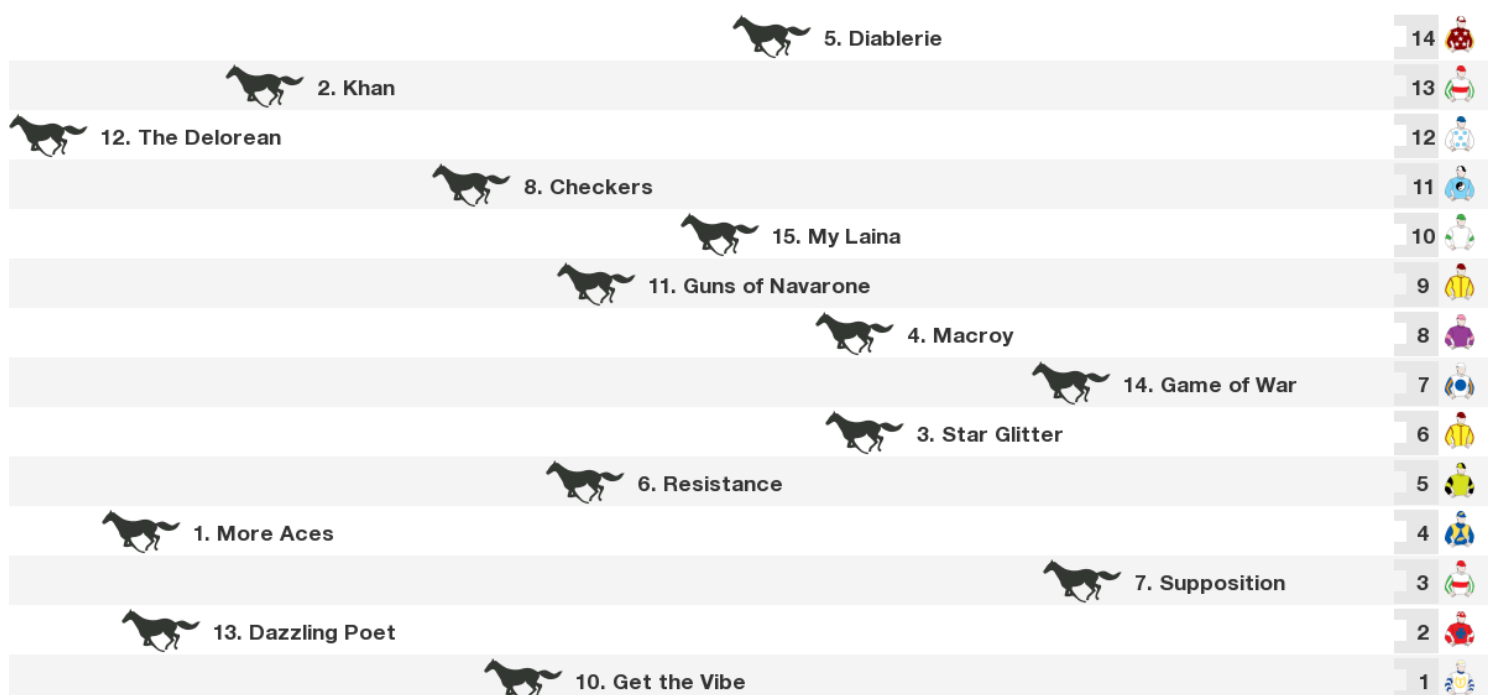 5. Diablerie 14
2. Khan 13
12. The Delorean 12
8. Checkers 11
15. My Laina 10
11. Guns of Navarone 9
4. Macroy 8
14. Game of War 7
3. Star Glitter 6
6. Resistance 5
1. More Aces 4
7. Supposition 3
13. Dazzling Poet 2
10. Get the Vibe 1